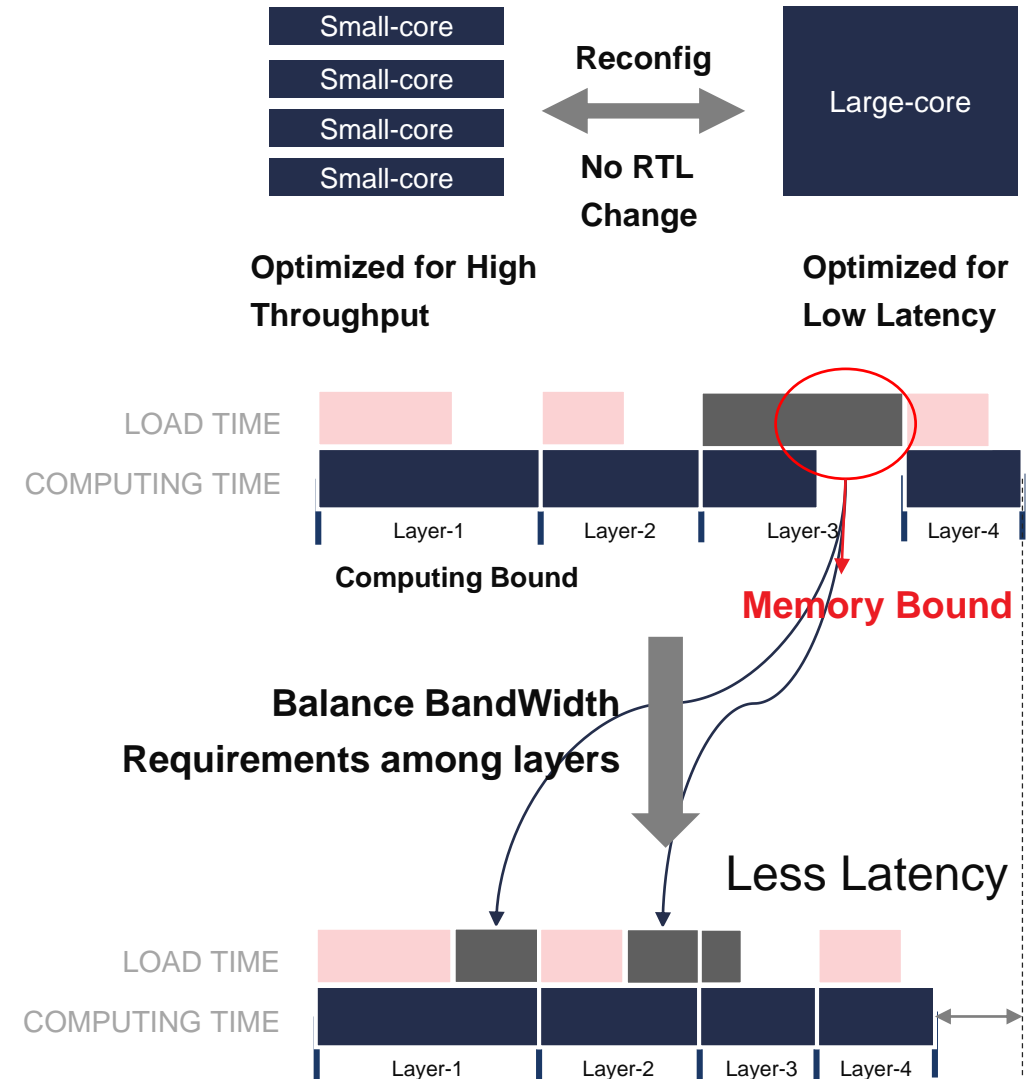 Small-core
Small-core
Small-core
Small-core
Reconfig
No RTL
Change
Large-core
Optimized for High
Throughput
Optimized for
Low Latency
LOAD TIME
COMPUTING TIME
Layer-1
Layer-2
Layer-3
Layer-4
Computing Bound
Memory Bound
Balance BandWidth
Requirements among layers
Less Latency
LOAD TIME
COMPUTING TIME
Layer-1
Layer-2
Layer-3
Layer-4